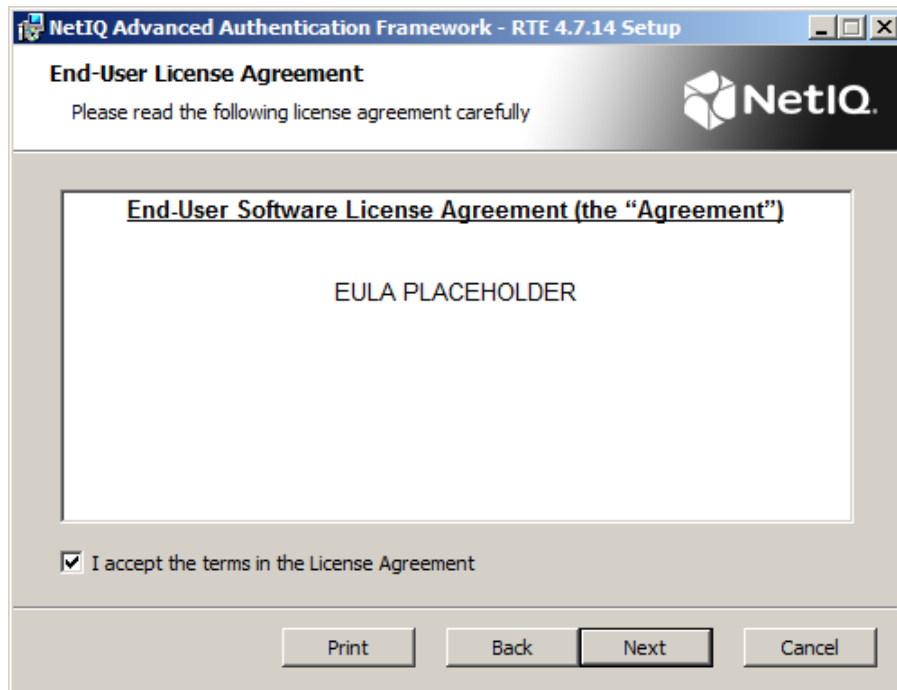 NetIQ Advanced Authentication Framework - RTE 4.7.14 Setup
End-User License Agreement
Please read the following license agreement carefully
NetIQ.
End-User Software License Agreement (the “Agreement”)
EULA PLACEHOLDER
I accept the terms in the License Agreement
Print
Back
Next
Cancel